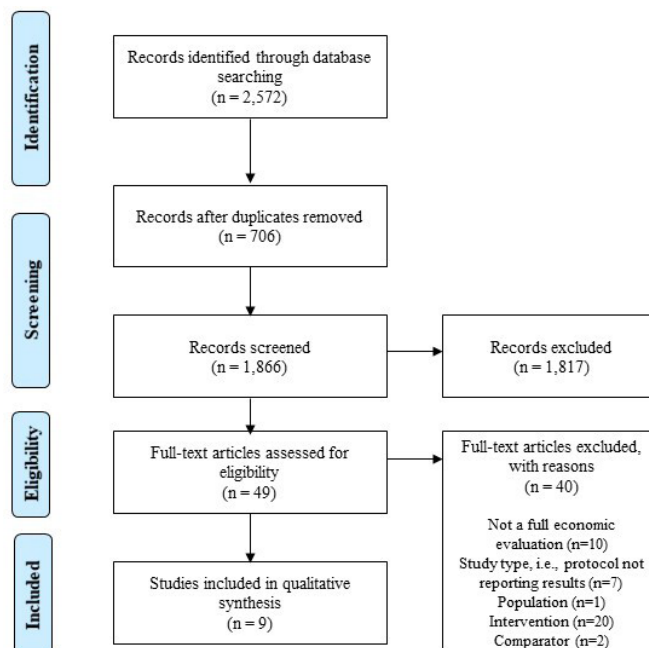 Identification
Records identified through database
searching
(n = 2,572)
Screening
Records after duplicates removed
(n = 706)
Records screened
(n = 1,866)
Records excluded
(n = 1,817)
Eligibility
Full-text articles assessed for
eligibility
(n = 49)
Full-text articles excluded,
with reasons
(n = 40)
Not a full economic
evaluation (n=10)
Study type, i.e., protocol not
reporting results (n=7)
Population (n=1)
Intervention (n=20)
Comparator (n=2)
Included
Studies included in qualitative
synthesis
(n = 9)